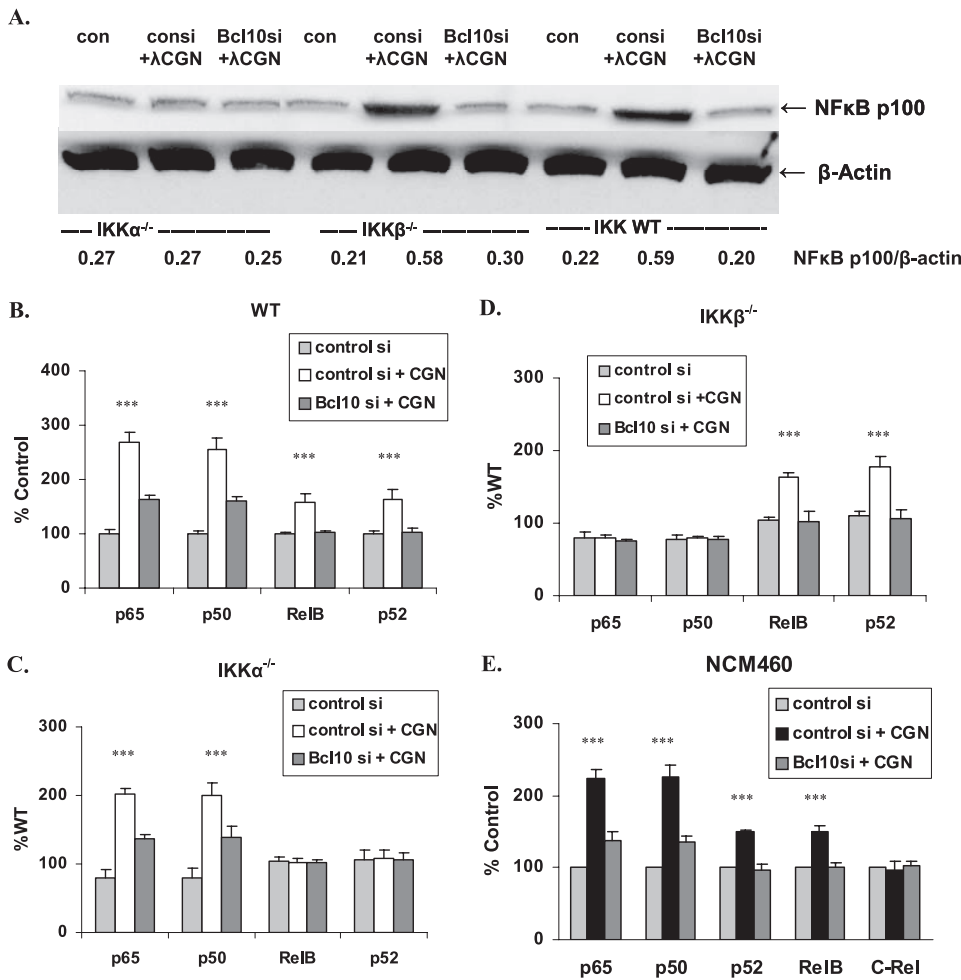 A.
con consi Bcl10si con consi Bcl10si con consi Bcl10si
+λCGN +λCGN +λCGN +λCGN +λCGN +λCGN
← NFκB p100
← β-Actin
IKKα-/- IKKβ-/- IKK WT
0.27 0.27 0.25 0.21 0.58 0.30 0.22 0.59 0.20 NFκB p100/β-actin
B.
WT
control si
control si + CGN
Bcl10 si + CGN
% Control
400
300
200
100
0
*** *** *** ***
p65 p50 RelB p52
D.
IKKβ-/-
control si
control si +CGN
Bcl10 si + CGN
%WT
300
200
100
0
*** ***
p65 p50 RelB p52
C.
IKKα-/-
control si
control si + CGN
Bcl10 si + CGN
%WT
300
200
100
0
*** ***
p65 p50 RelB p52
E.
NCM460
control si
control si + CGN
Bcl10si + CGN
% Control
300
200
100
0
*** *** *** ***
p65 p50 p52 RelB C-Rel